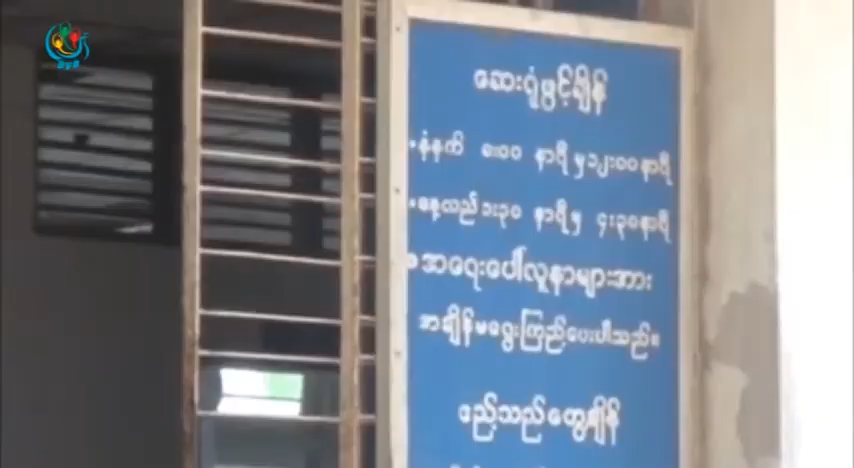 DVB
ဆေးရုံဖွင့်ချိန်
•နံနက် ၈း၀၀ နာရီမှ ၁၂း၀၀ နာရီ
•နေ့လည် ၁း၃၀ နာရီမှ ၄း၃၀ နာရီ
•အရေးပေါ်လူနာများအား
အချိန်မရွေးကြည့်ပေးပါသည်။
ဧည့်သည်တွေ့ချိန်